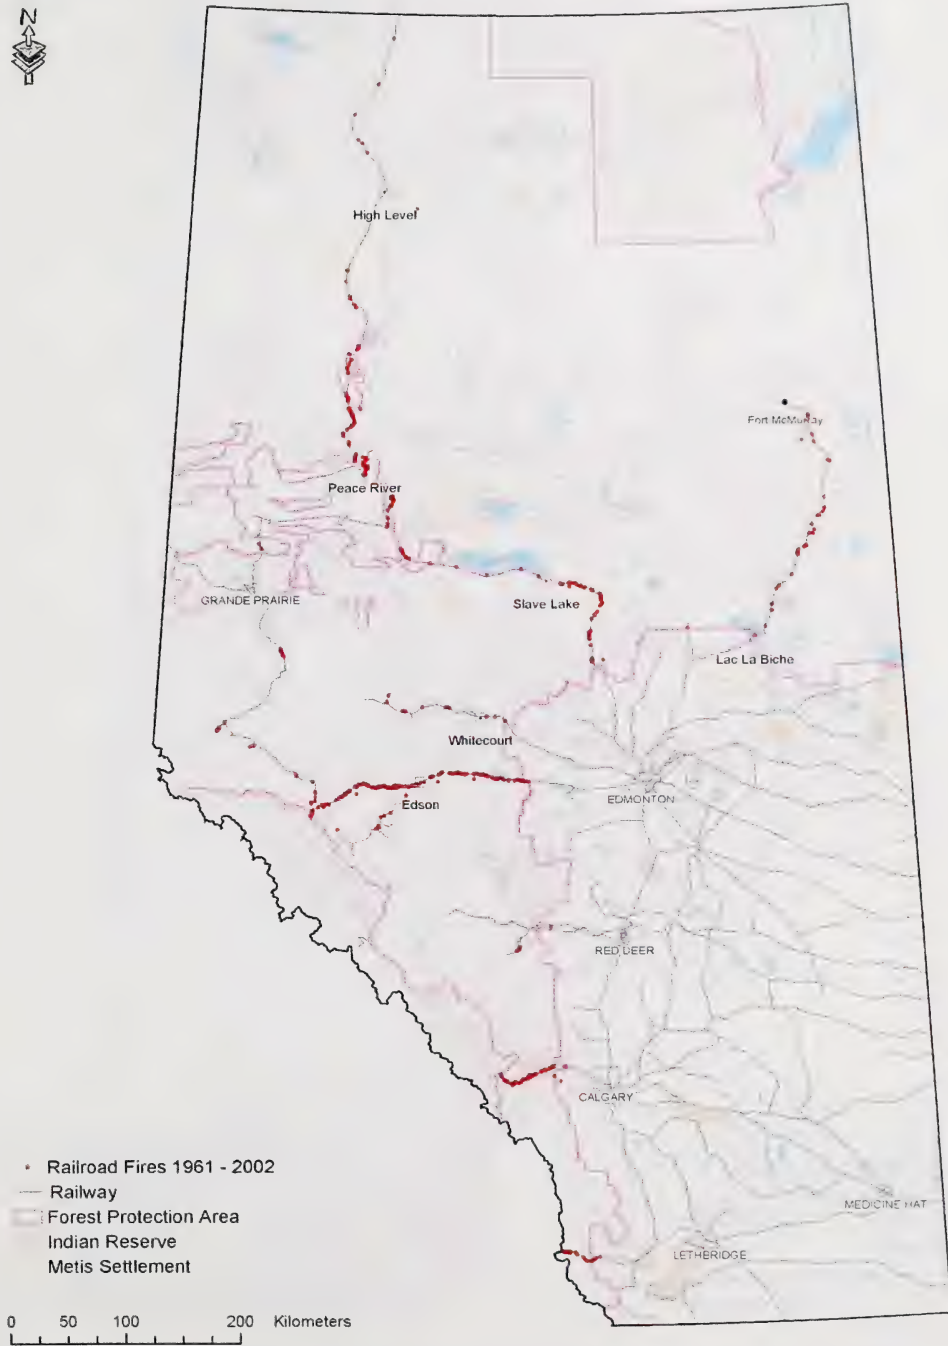 N
High Level
Fort McMurray
Peace River
GRANDE PRAIRIE
Slave Lake
Lac La Biche
Whitecourt
EDMONTON
Edson
RED DEER
CALGARY
MEDICINE HAT
LETHBRIDGE
Railroad Fires 1961 - 2002
Railway
Forest Protection Area
Indian Reserve
Metis Settlement
0 50 100 200 Kilometers